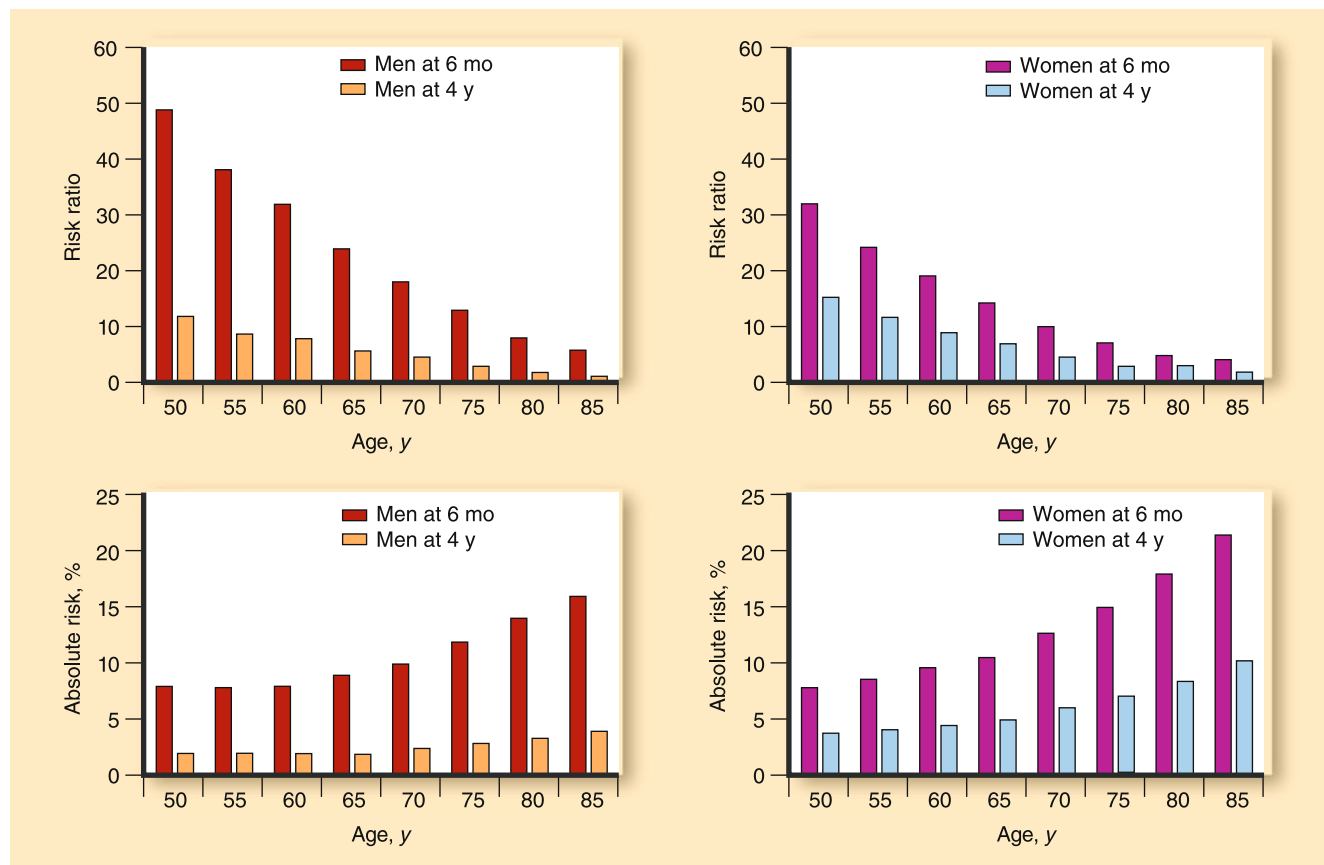 60
50
40
30
20
10
0
Risk ratio
Men at 6 mo
Men at 4 y
50 55 60 65 70 75 80 85
Age, y
60
50
40
30
20
10
0
Risk ratio
Women at 6 mo
Women at 4 y
50 55 60 65 70 75 80 85
Age, y
25
20
15
10
5
0
Absolute risk, %
Men at 6 mo
Men at 4 y
50 55 60 65 70 75 80 85
Age, y
25
20
15
10
5
0
Absolute risk, %
Women at 6 mo
Women at 4 y
50 55 60 65 70 75 80 85
Age, y